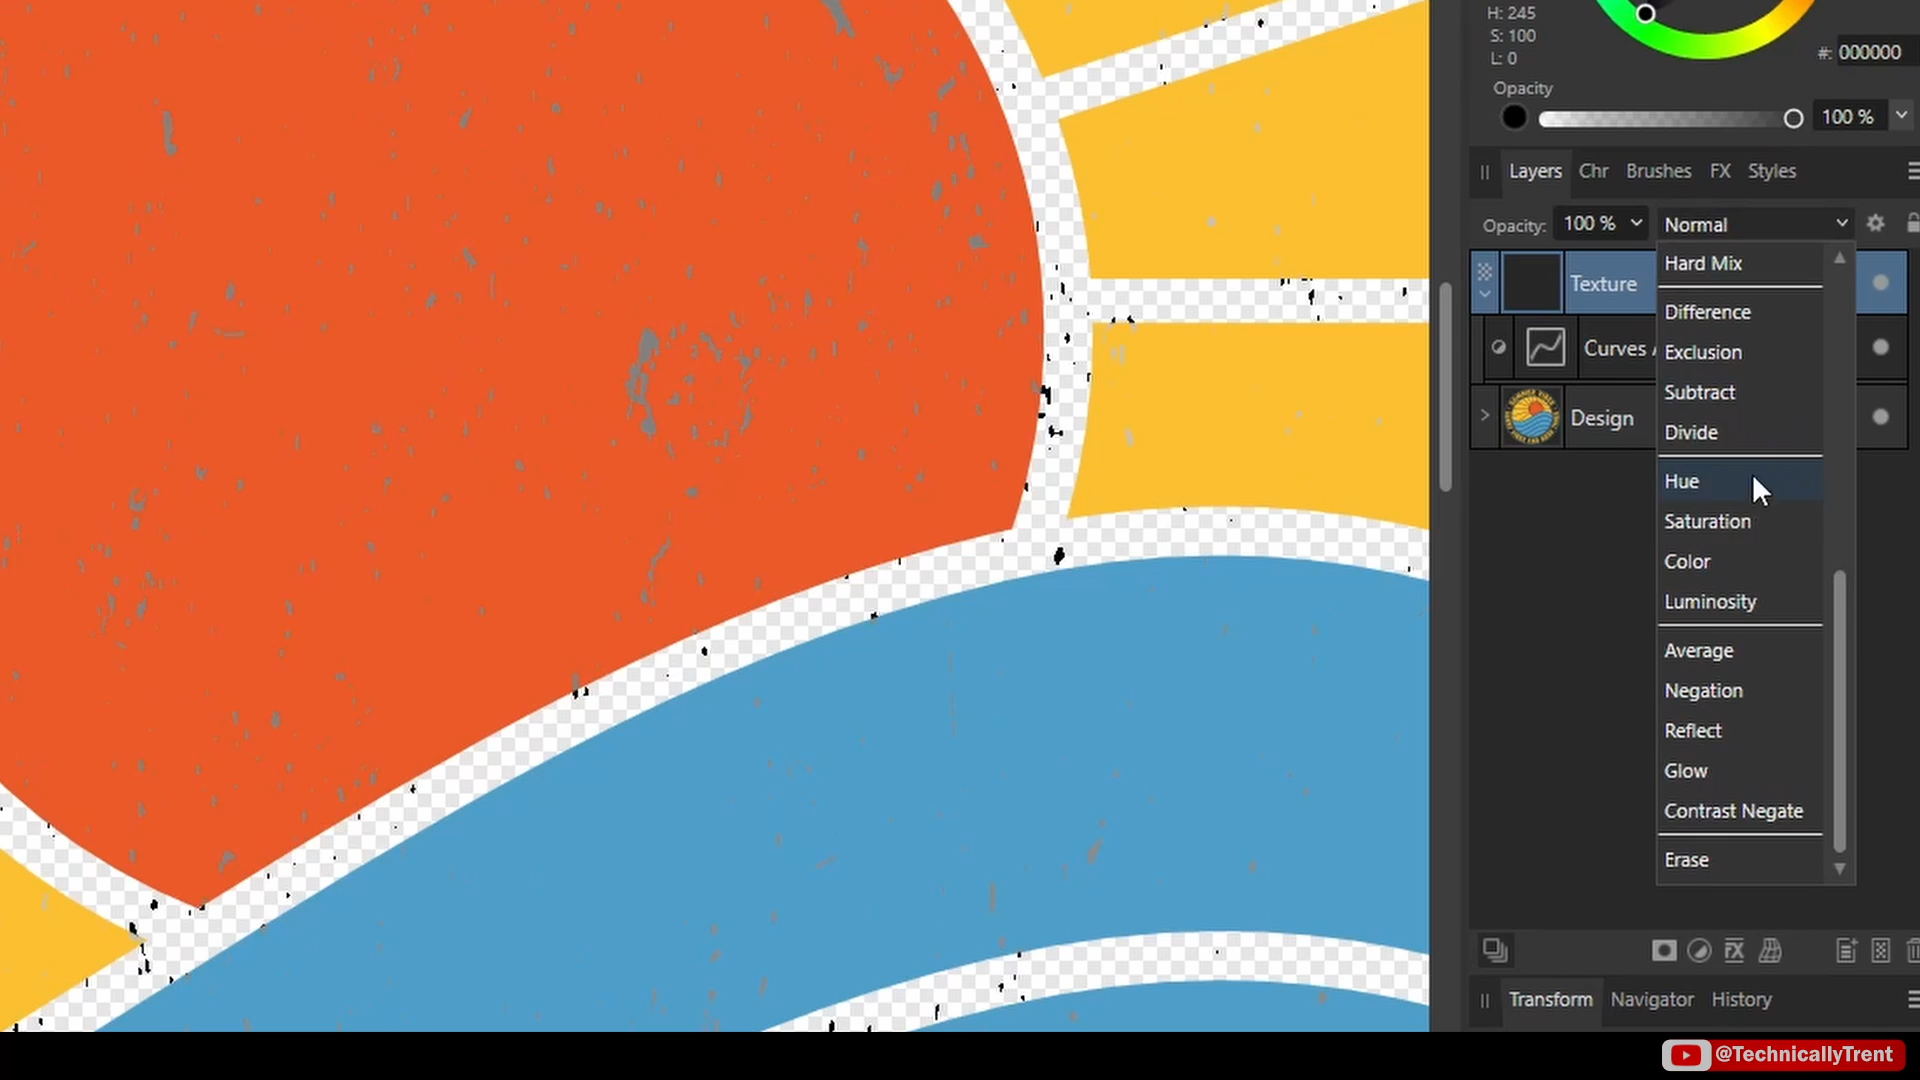 H: 245
S: 100
L: 0
#: 000000
Opacity
100 %
Layers Chr Brushes FX Styles
Opacity: 100 % Normal
Texture
Curves
Design
Hard Mix
Difference
Exclusion
Subtract
Divide
Hue
Saturation
Color
Luminosity
Average
Negation
Reflect
Glow
Contrast Negate
Erase
FX
Transform Navigator History
@TechnicallyTrent